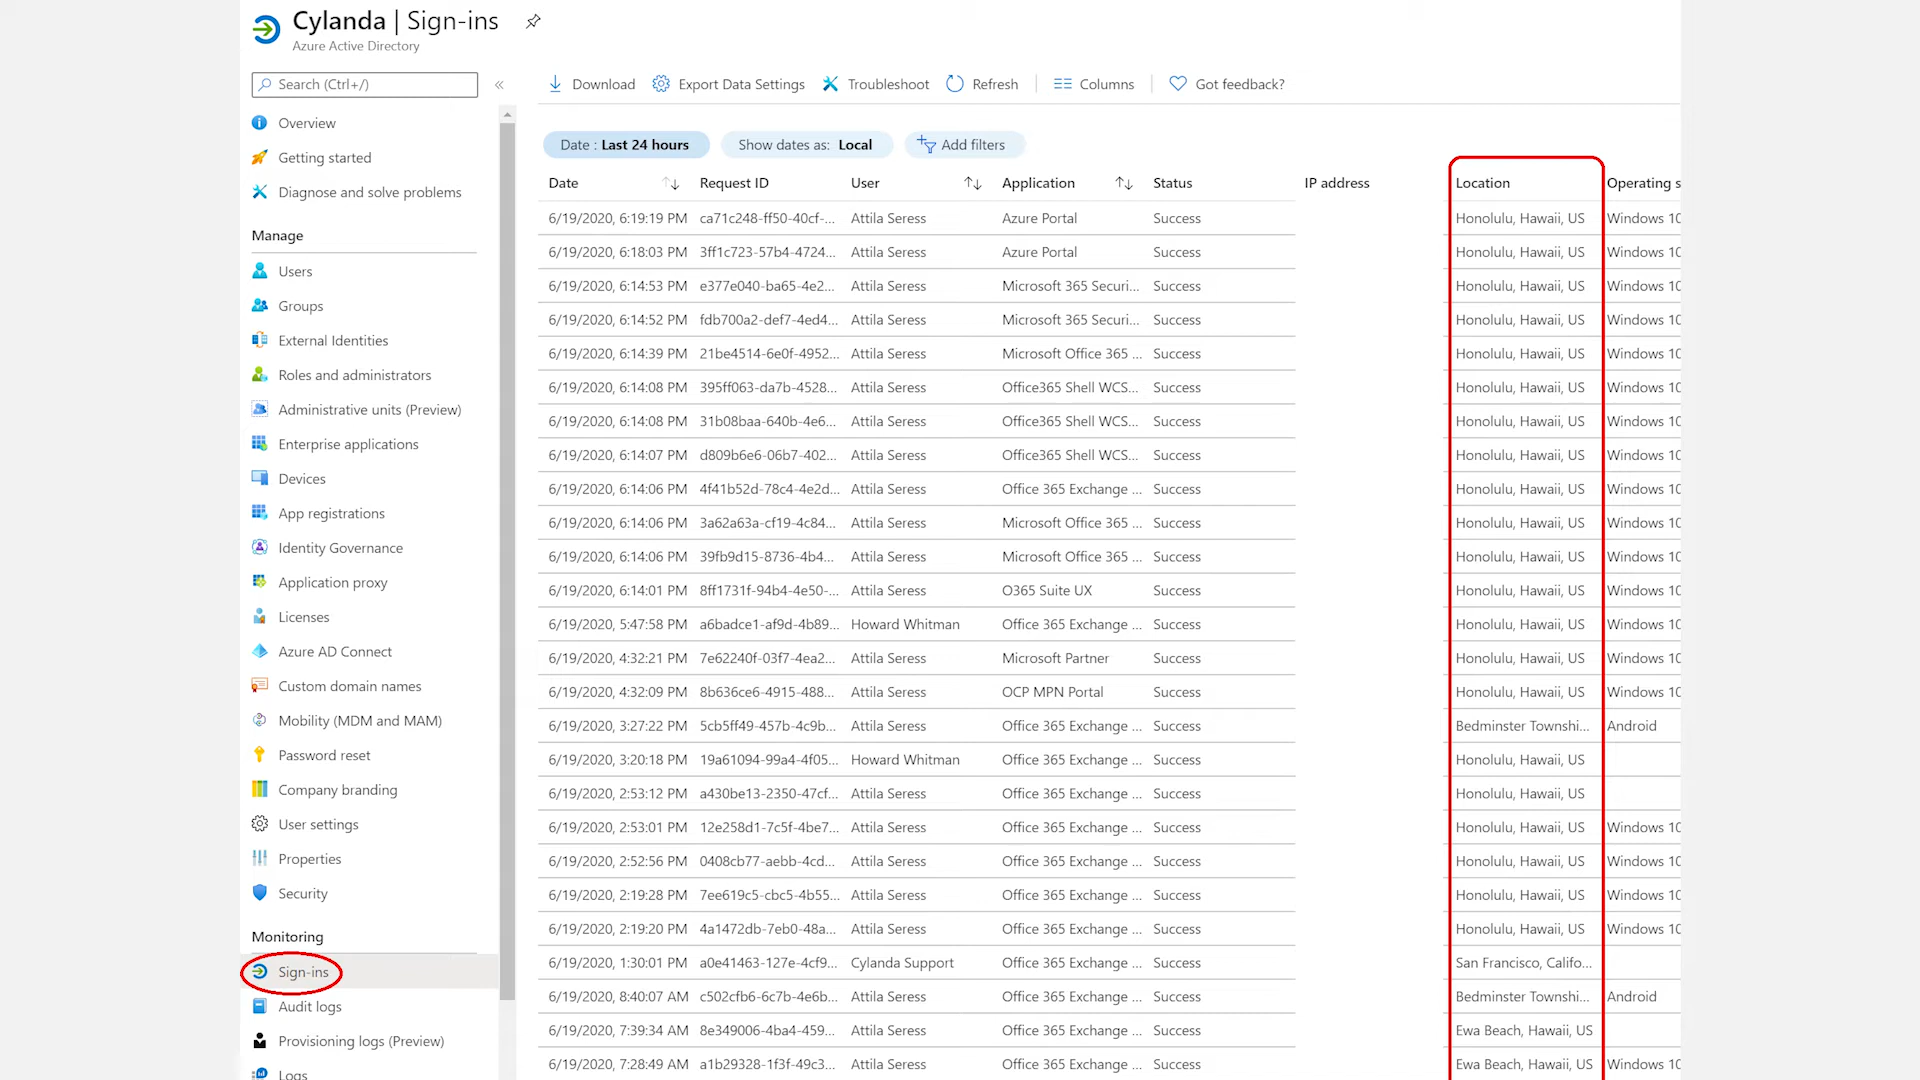 Cylanda | Sign-ins
Azure Active Directory
Search (Ctrl+/)
«
Download Export Data Settings Troubleshoot Refresh Columns Got feedback?
Overview
Getting started
Diagnose and solve problems
Manage
Users
Groups
External Identities
Roles and administrators
Administrative units (Preview)
Enterprise applications
Devices
App registrations
Identity Governance
Application proxy
Licenses
Azure AD Connect
Custom domain names
Mobility (MDM and MAM)
Password reset
Company branding
User settings
Properties
Security
Monitoring
Sign-ins
Audit logs
Provisioning logs (Preview)
Logs
Date : Last 24 hours Show dates as: Local Add filters
Date Request ID User Application Status IP address Location Operating s
6/19/2020, 6:19:19 PM ca71c248-ff50-40cf-... Attila Seress Azure Portal Success Honolulu, Hawaii, US Windows 10
6/19/2020, 6:18:03 PM 3ff1c723-57b4-4724... Attila Seress Azure Portal Success Honolulu, Hawaii, US Windows 10
6/19/2020, 6:14:53 PM e377e040-ba65-4e2... Attila Seress Microsoft 365 Securi... Success Honolulu, Hawaii, US Windows 10
6/19/2020, 6:14:52 PM fdb700a2-def7-4ed4... Attila Seress Microsoft 365 Securi... Success Honolulu, Hawaii, US Windows 10
6/19/2020, 6:14:39 PM 21be4514-6e0f-4952... Attila Seress Microsoft Office 365 ... Success Honolulu, Hawaii, US Windows 10
6/19/2020, 6:14:08 PM 395ff063-da7b-4528... Attila Seress Office365 Shell WCS... Success Honolulu, Hawaii, US Windows 10
6/19/2020, 6:14:08 PM 31b08baa-640b-4e6... Attila Seress Office365 Shell WCS... Success Honolulu, Hawaii, US Windows 10
6/19/2020, 6:14:07 PM d809b6e6-06b7-402... Attila Seress Office365 Shell WCS... Success Honolulu, Hawaii, US Windows 10
6/19/2020, 6:14:06 PM 4f41b52d-78c4-4e2d... Attila Seress Office 365 Exchange ... Success Honolulu, Hawaii, US Windows 10
6/19/2020, 6:14:06 PM 3a62a63a-cf19-4c84... Attila Seress Microsoft Office 365 ... Success Honolulu, Hawaii, US Windows 10
6/19/2020, 6:14:06 PM 39fb9d15-8736-4b4... Attila Seress Microsoft Office 365 ... Success Honolulu, Hawaii, US Windows 10
6/19/2020, 6:14:01 PM 8ff1731f-94b4-4e50-... Attila Seress O365 Suite UX Success Honolulu, Hawaii, US Windows 10
6/19/2020, 5:47:58 PM a6badce1-af9d-4b89... Howard Whitman Office 365 Exchange ... Success Honolulu, Hawaii, US Windows 10
6/19/2020, 4:32:21 PM 7e62240f-03f7-4ea2... Attila Seress Microsoft Partner Success Honolulu, Hawaii, US Windows 10
6/19/2020, 4:32:09 PM 8b636ce6-4915-488... Attila Seress OCP MPN Portal Success Honolulu, Hawaii, US Windows 10
6/19/2020, 3:27:22 PM 5cb5ff49-457b-4c9b... Attila Seress Office 365 Exchange ... Success Bedminster Townshi... Android
6/19/2020, 3:20:18 PM 19a61094-99a4-4f05... Howard Whitman Office 365 Exchange ... Success Honolulu, Hawaii, US
6/19/2020, 2:53:12 PM a430be13-2350-47cf... Attila Seress Office 365 Exchange ... Success Honolulu, Hawaii, US
6/19/2020, 2:53:01 PM 12e258d1-7c5f-4be7... Attila Seress Office 365 Exchange ... Success Honolulu, Hawaii, US Windows 10
6/19/2020, 2:52:56 PM 0408cb77-aebb-4cd... Attila Seress Office 365 Exchange ... Success Honolulu, Hawaii, US Windows 10
6/19/2020, 2:19:28 PM 7ee619c5-cbc5-4b55... Attila Seress Office 365 Exchange ... Success Honolulu, Hawaii, US Windows 10
6/19/2020, 2:19:20 PM 4a1472db-7eb0-48a... Attila Seress Office 365 Exchange ... Success Honolulu, Hawaii, US Windows 10
6/19/2020, 1:30:01 PM a0e41463-127e-4cf9... Cylanda Support Office 365 Exchange ... Success San Francisco, Califo...
6/19/2020, 8:40:07 AM c502cfb6-6c7b-4e6b... Attila Seress Office 365 Exchange ... Success Bedminster Townshi... Android
6/19/2020, 7:39:34 AM 8e349006-4ba4-459... Attila Seress Office 365 Exchange ... Success Ewa Beach, Hawaii, US
6/19/2020, 7:28:49 AM a1b29328-1f3f-49c3... Attila Seress Office 365 Exchange ... Success Ewa Beach, Hawaii, US Windows 10